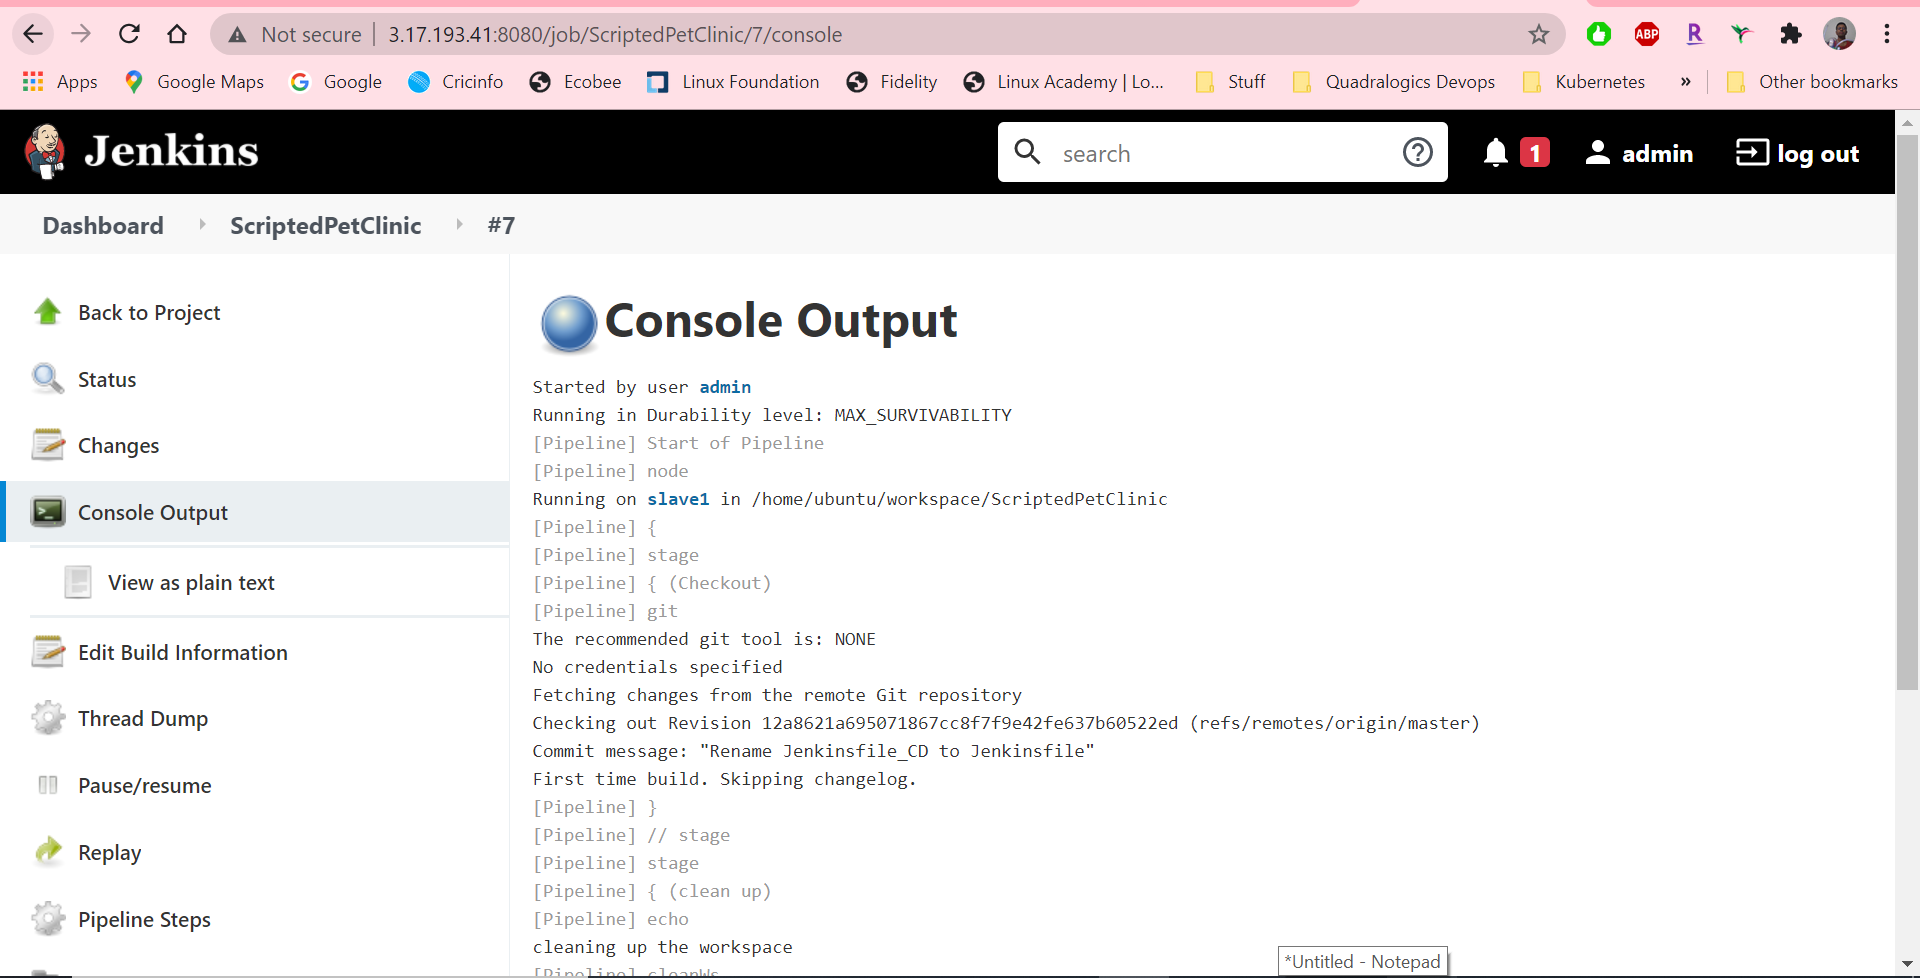 Not secure 3.17.193.41:8080/job/ScriptedPetClinic/7/console ABP R
Apps Google Maps Google Cricinfo Ecobee Linux Foundation Fidelity Linux Academy | Lo... Stuff Quadralogics Devops Kubernetes » Other bookmarks
Jenkins search 1 admin log out
Dashboard ScriptedPetClinic #7
Back to Project
Status
Changes
Console Output
View as plain text
Edit Build Information
Thread Dump
Pause/resume
Replay
Pipeline Steps
Console Output
Started by user admin
Running in Durability level: MAX_SURVIVABILITY
[Pipeline] Start of Pipeline
[Pipeline] node
Running on slave1 in /home/ubuntu/workspace/ScriptedPetClinic
[Pipeline] {
[Pipeline] stage
[Pipeline] { (Checkout)
[Pipeline] git
The recommended git tool is: NONE
No credentials specified
Fetching changes from the remote Git repository
Checking out Revision 12a8621a695071867cc8f7f9e42fe637b60522ed (refs/remotes/origin/master)
Commit message: "Rename Jenkinsfile_CD to Jenkinsfile"
First time build. Skipping changelog.
[Pipeline] }
[Pipeline] // stage
[Pipeline] stage
[Pipeline] { (clean up)
[Pipeline] echo
cleaning up the workspace
[Pipeline] cleanWs
*Untitled - Notepad